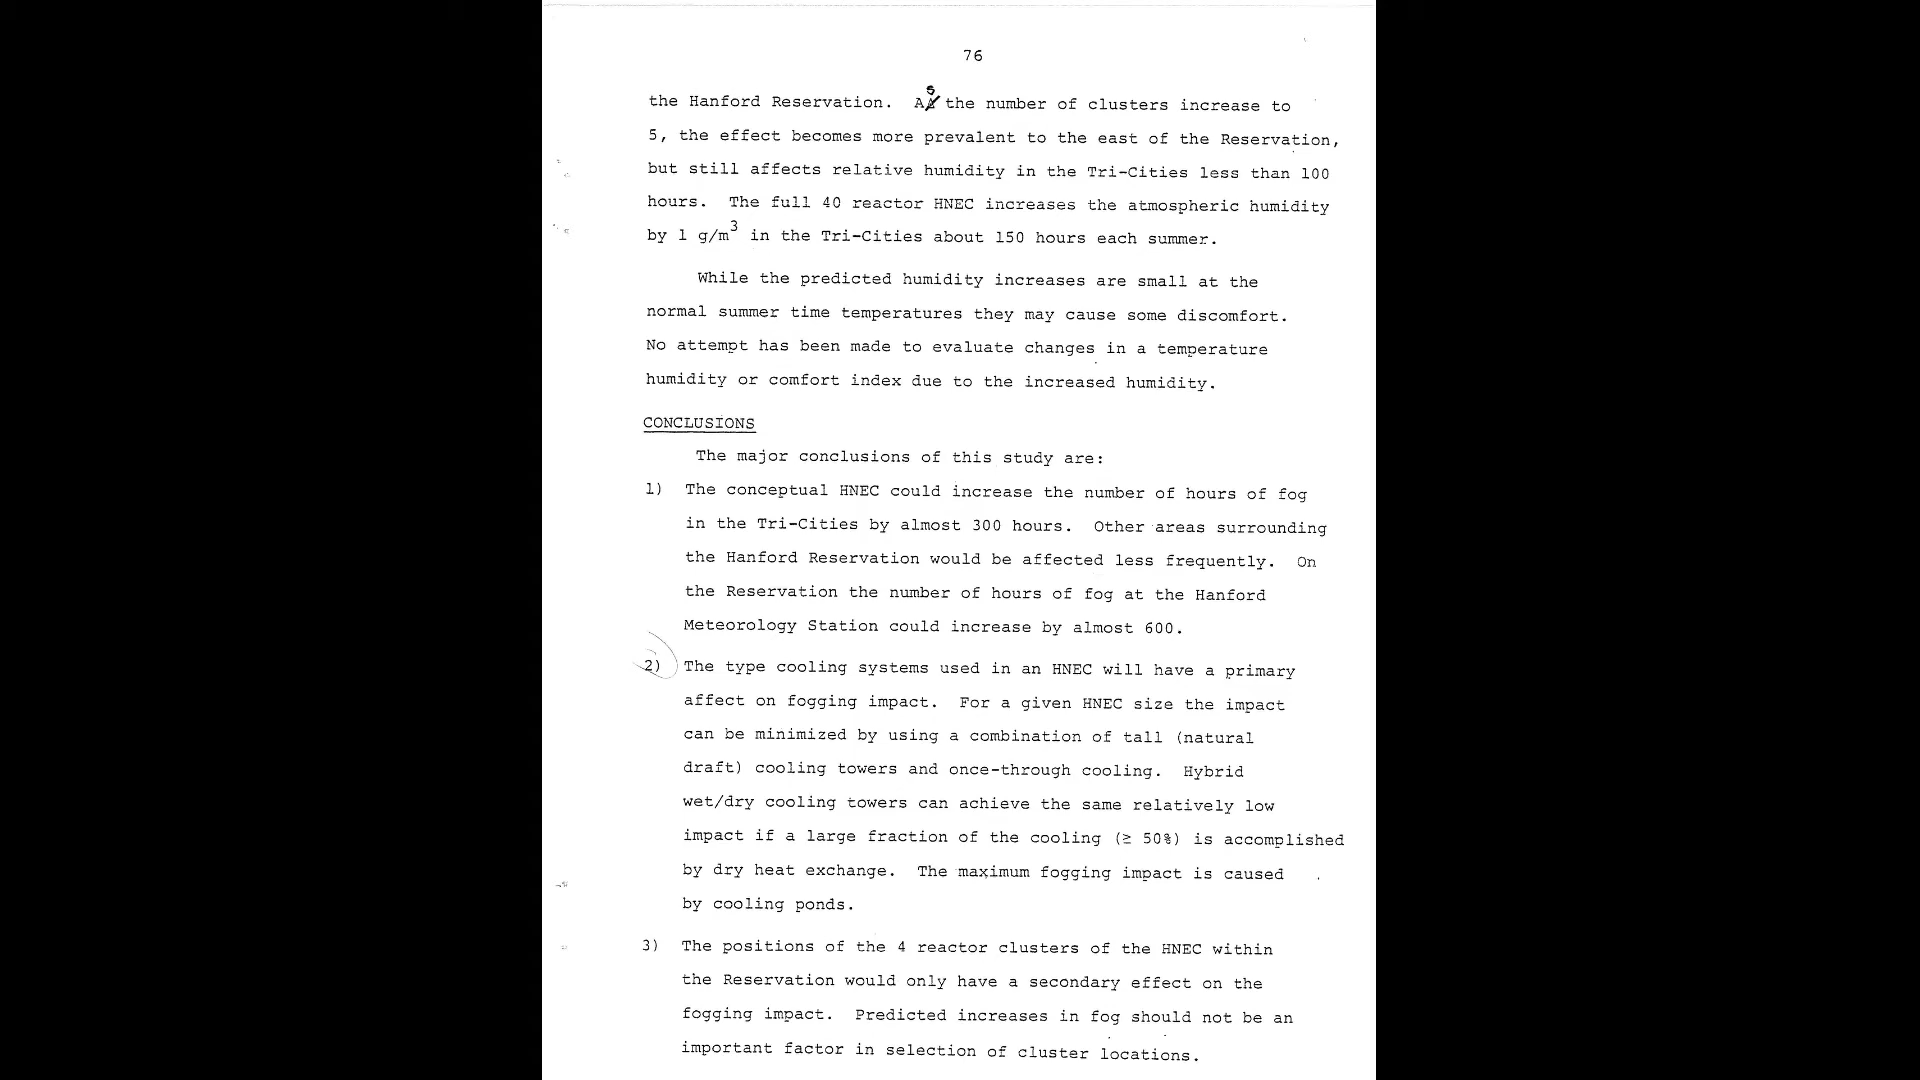 76
the Hanford Reservation. As the number of clusters increase to
5, the effect becomes more prevalent to the east of the Reservation,
but still affects relative humidity in the Tri-Cities less than 100
hours. The full 40 reactor HNEC increases the atmospheric humidity
by 1 g/m3 in the Tri-Cities about 150 hours each summer.
While the predicted humidity increases are small at the
normal summer time temperatures they may cause some discomfort.
No attempt has been made to evaluate changes in a temperature
humidity or comfort index due to the increased humidity.
CONCLUSIONS
The major conclusions of this study are:
1) The conceptual HNEC could increase the number of hours of fog
in the Tri-Cities by almost 300 hours. Other areas surrounding
the Hanford Reservation would be affected less frequently. On
the Reservation the number of hours of fog at the Hanford
Meteorology Station could increase by almost 600.
2) The type cooling systems used in an HNEC will have a primary
affect on fogging impact. For a given HNEC size the impact
can be minimized by using a combination of tall (natural
draft) cooling towers and once-through cooling. Hybrid
wet/dry cooling towers can achieve the same relatively low
impact if a large fraction of the cooling (≥ 50%) is accomplished
by dry heat exchange. The maximum fogging impact is caused
by cooling ponds.
3) The positions of the 4 reactor clusters of the HNEC within
the Reservation would only have a secondary effect on the
fogging impact. Predicted increases in fog should not be an
important factor in selection of cluster locations.